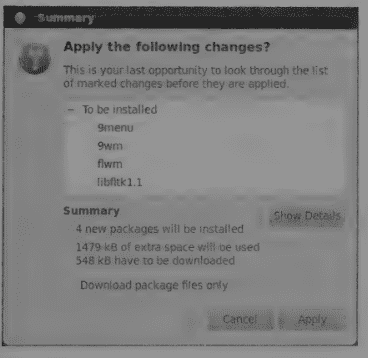 Summary
Apply the following changes?
This is your last opportunity to look through the list
of marked changes before they are applied.
− To be installed
9menu
9wm
flwm
libfltk1.1
Summary
Show Details
4 new packages will be installed
1479 kB of extra space will be used
548 kB have to be downloaded
Download package files only
Cancel
Apply